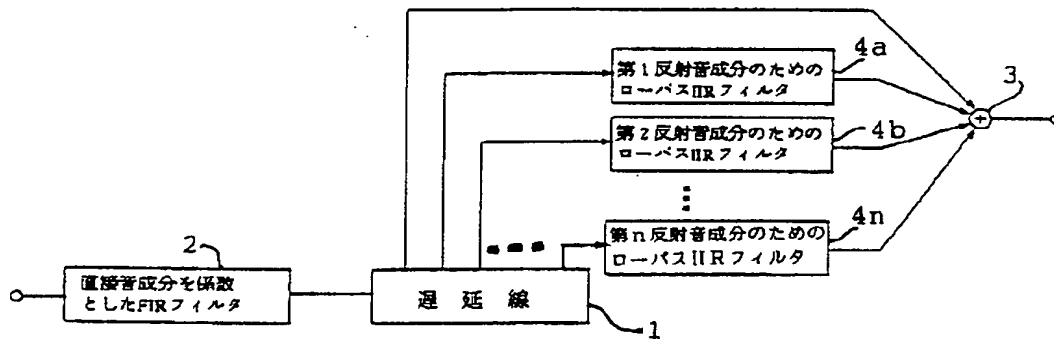 4a
第1反射音成分のための
ローパスIIRフィルタ
3
+
第2反射音成分のための
ローパスIIRフィルタ
4b
第n反射音成分のための
ローパスIIRフィルタ
4n
2
直接音成分を係数
としたFIRフィルタ
遅延線
1